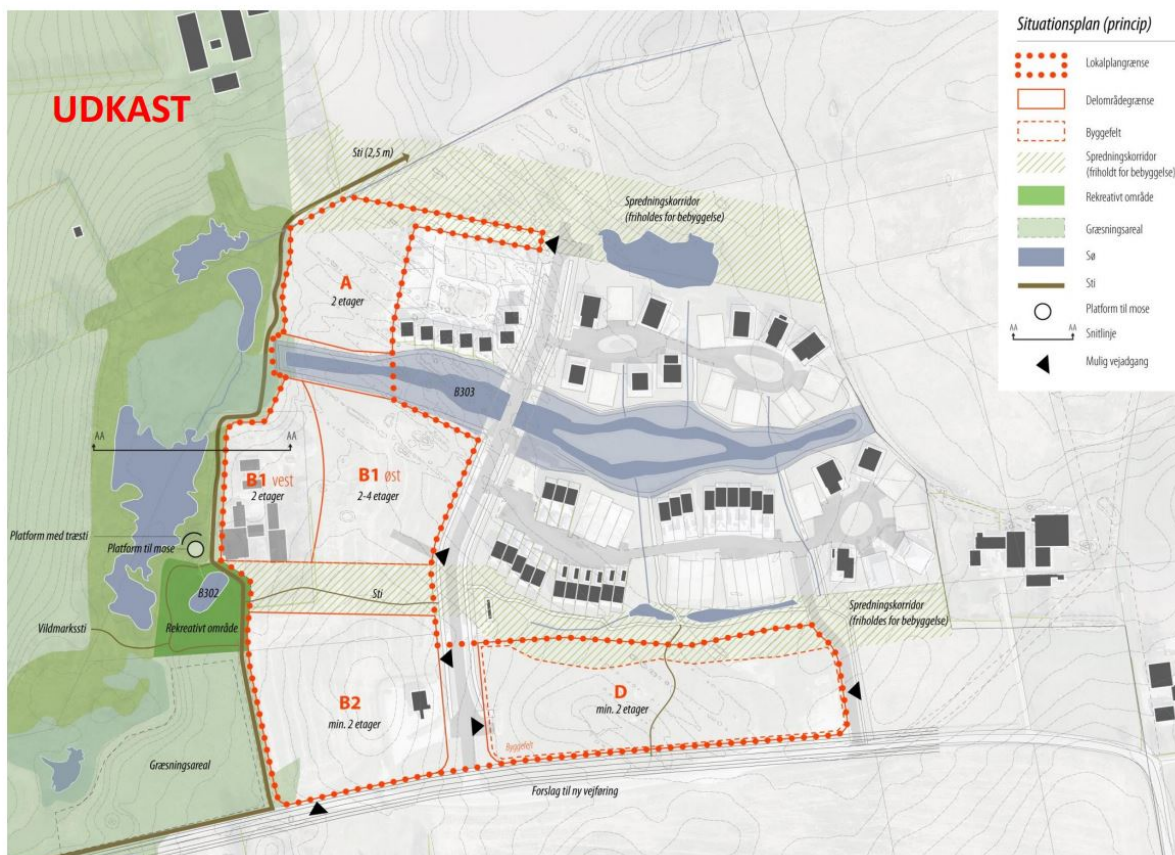 UDKAST
Situationsplan (princip)
Lokalplangrænse
Delområdegrænse
Byggefelt
Spredningskorridor
(friholdt for bebyggelse)
Rekreativt område
Græsningsareal
Sø
Sti
Platform til mose
AA AA
Snitlinje
Mulig vejadgang
Sti (2,5 m)
Spredningskorridor
(friholdes for bebyggelse)
A
2 etager
B303
AA AA
B1 vest
2 etager
B1 øst
2-4 etager
Platform med træsti
Platform til mose
B302
Sti
Vildmarkssti
Rekreativt område
Spredningskorridor
(friholdes for bebyggelse)
B2
min. 2 etager
D
min. 2 etager
Byggefelt
Græsningsareal
Forslag til ny vejføring